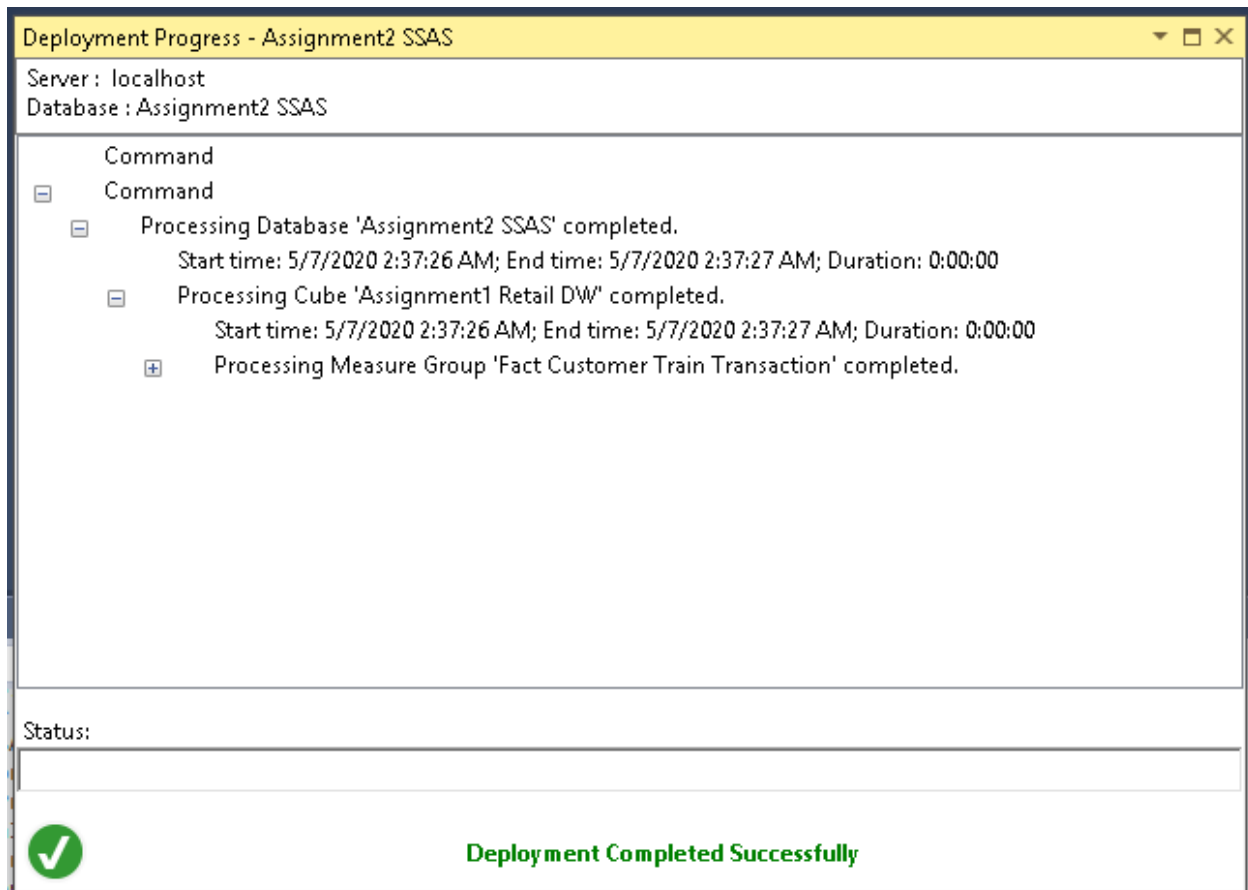 Deployment Progress - Assignment2 SSAS
Server : localhost
Database : Assignment2 SSAS
Command
Command
Processing Database 'Assignment2 SSAS' completed.
Start time: 5/7/2020 2:37:26 AM; End time: 5/7/2020 2:37:27 AM; Duration: 0:00:00
Processing Cube 'Assignment1 Retail DW' completed.
Start time: 5/7/2020 2:37:26 AM; End time: 5/7/2020 2:37:27 AM; Duration: 0:00:00
Processing Measure Group 'Fact Customer Train Transaction' completed.
Status:
Deployment Completed Successfully